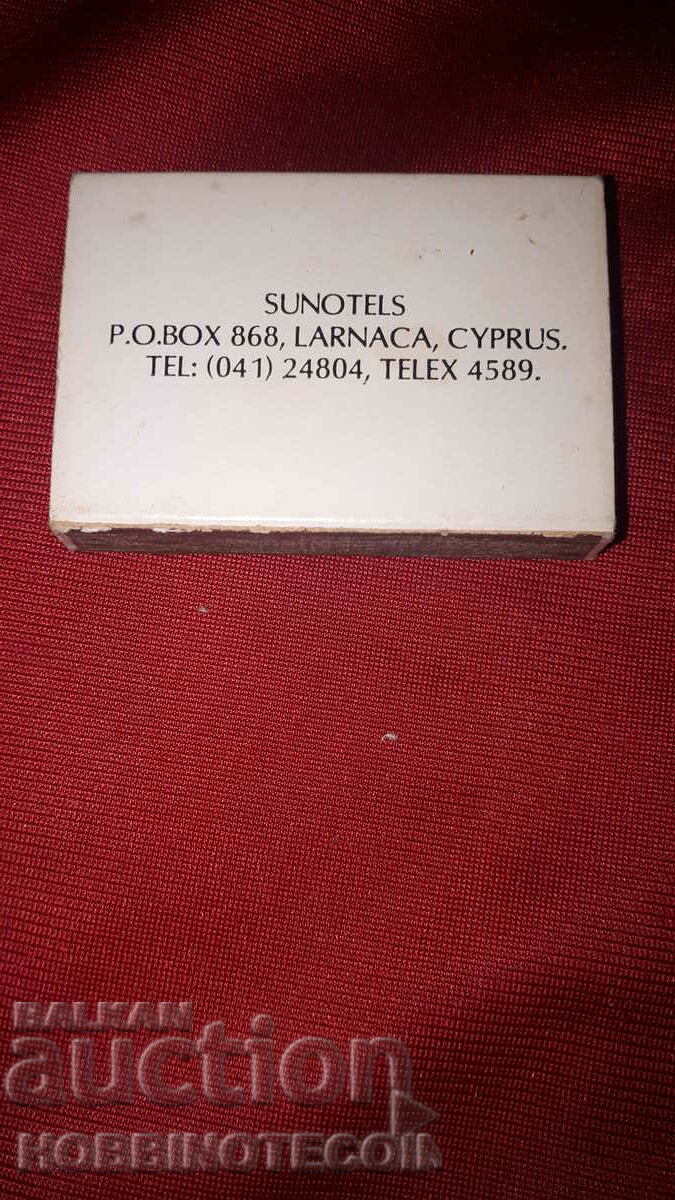 SUNOTELS
P.O.BOX 868, LARNACA, CYPRUS.
TEL: (041) 24804, TELEX 4589.
BALKAN
auction
HOBBINOTECOIN